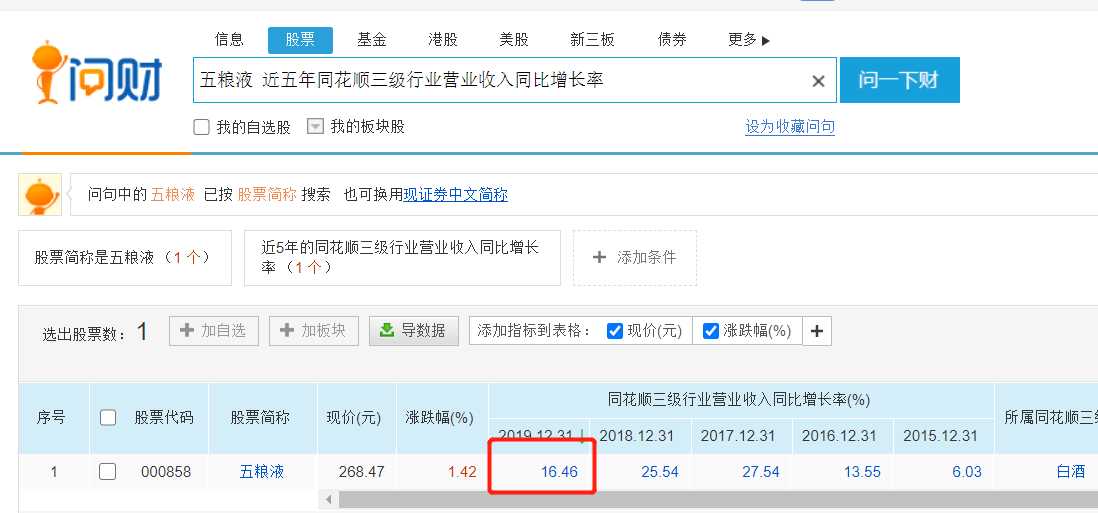 信息 股票 基金 港股 美股 新三板 债券 更多
问财
五粮液 近五年同花顺三级行业营业收入同比增长率 × 问一下财
我的自选股 我的板块股 设为收藏问句
问句中的 五粮液 已按 股票简称 搜索 也可换用现证券中文简称
股票简称是五粮液（1 个）
近5年的同花顺三级行业营业收入同比增长
率（1 个）
+ 添加条件
选出股票数： 1 + 加自选 + 加板块 导数据 添加指标到表格： 现价(元) 涨跌幅(%) +
序号 股票代码 股票简称 现价(元) 涨跌幅(%) 同花顺三级行业营业收入同比增长率(%) 所属同花顺三
2019.12.31 ↓ 2018.12.31 2017.12.31 2016.12.31 2015.12.31
1 000858 五粮液 268.47 1.42 16.46 25.54 27.54 13.55 6.03 白酒